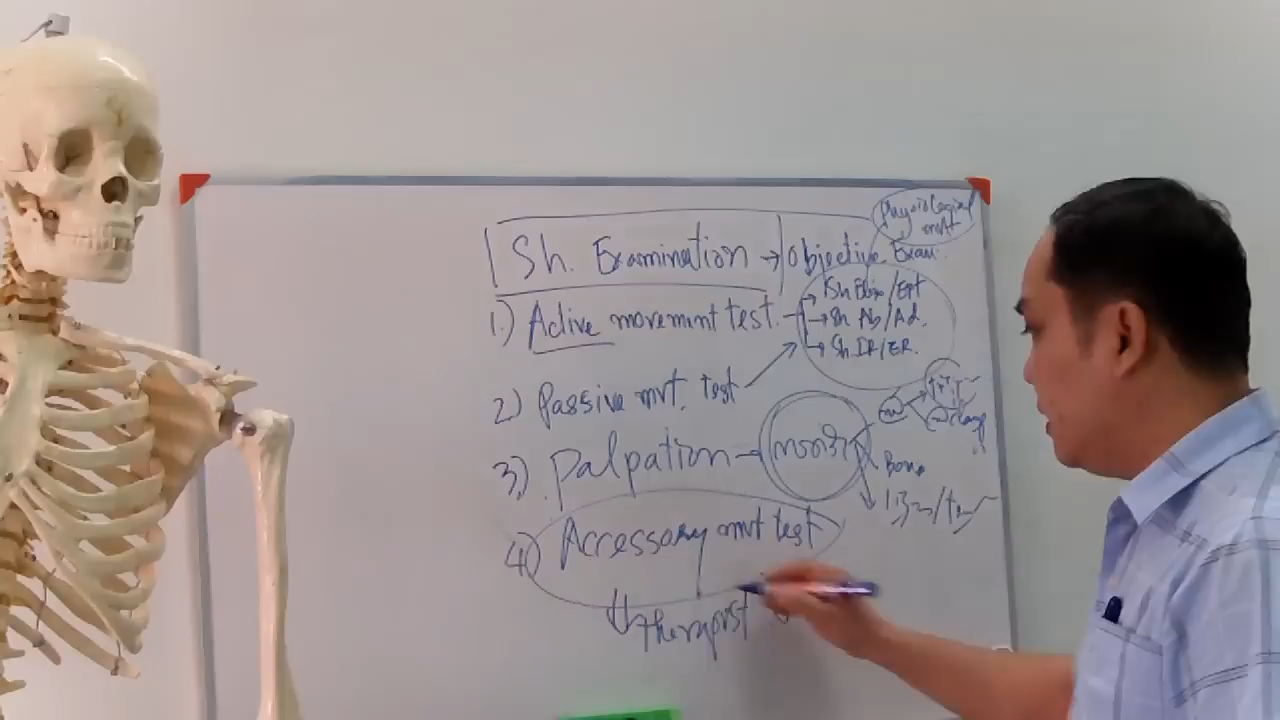 Physiological
mvt
Sh. Examination → Objective Exam.
1.) Active movement test.
→ Sh Flex/Ext
→ Sh Ab/Ad.
→ Sh IR/ER.
2) Passive mvt. test
3) Palpation →
Bone
4) Accessory mvt test
therapist